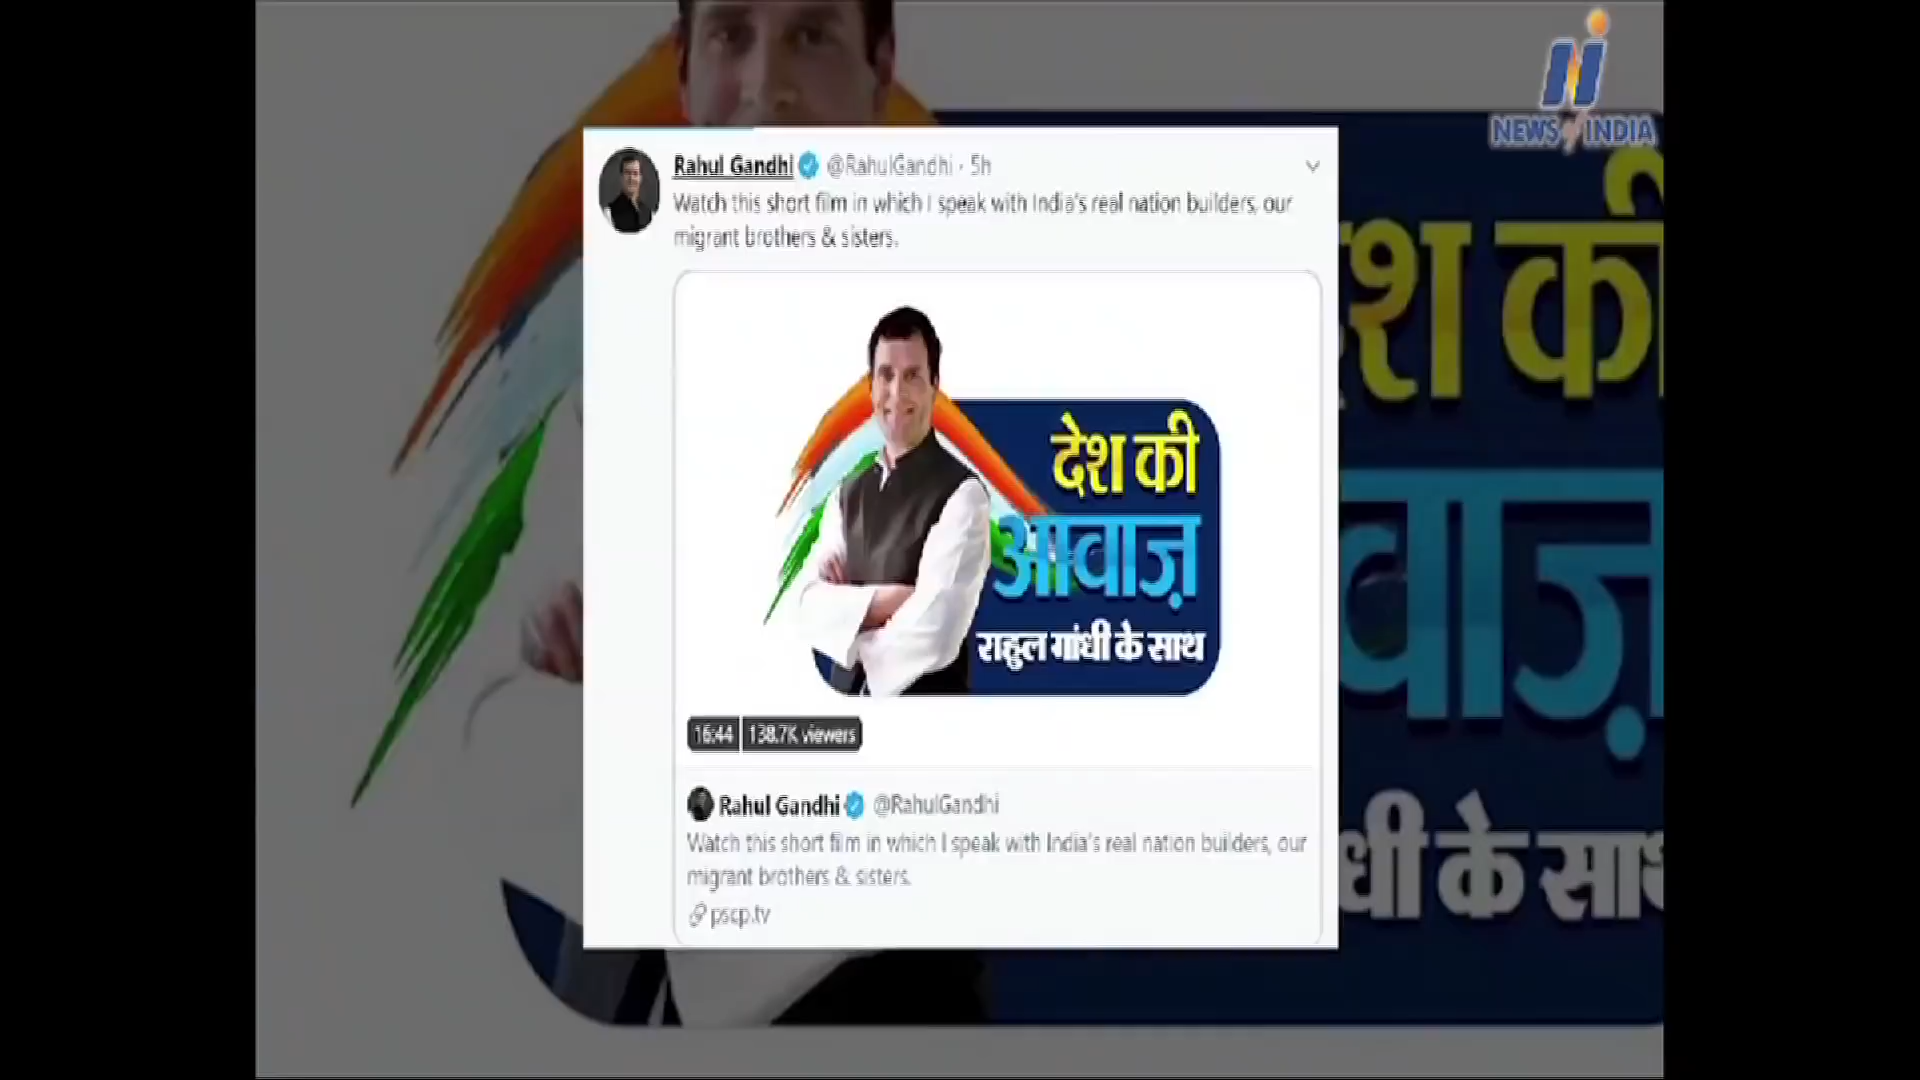 NEWS of INDIA
Rahul Gandhi @RahulGandhi · 5h
Watch this short film in which I speak with India's real nation builders, our
migrant brothers & sisters.
देश की
आवाज़
राहुल गांधी के साथ
16:44 138.7K viewers
Rahul Gandhi @RahulGandhi
Watch this short film in which I speak with India's real nation builders, our
migrant brothers & sisters.
pscp.tv
श की
वाज़
धी के साथ